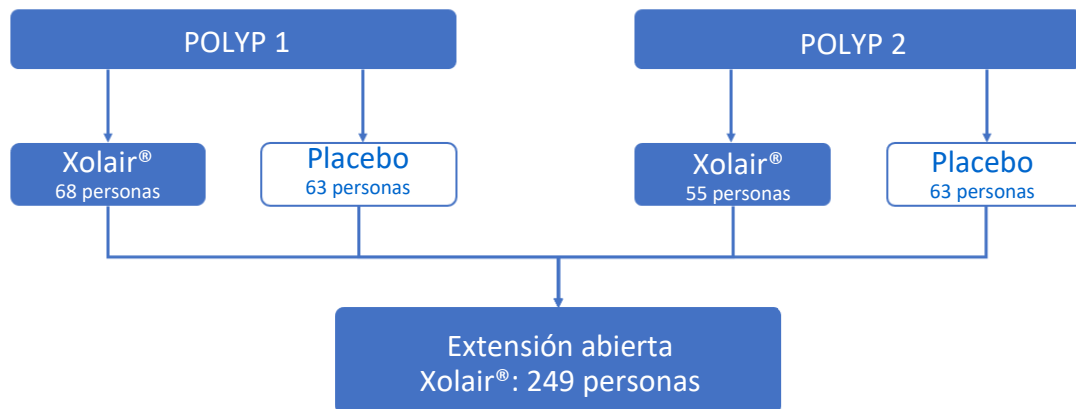 POLYP 1
POLYP 2
Xolair®
68 personas
Placebo
63 personas
Xolair®
55 personas
Placebo
63 personas
Extensión abierta
Xolair®: 249 personas